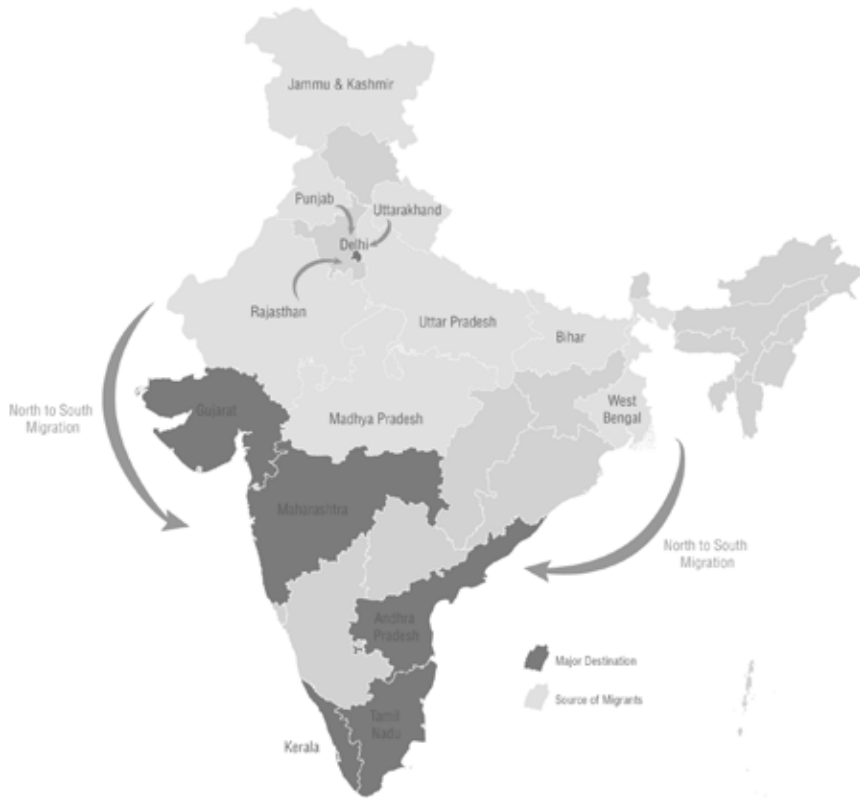 Jammu & Kashmir
Punjab
Uttarakhand
Delhi
Rajasthan
Uttar Pradesh
Bihar
North to South
Migration
Gujarat
Madhya Pradesh
West
Bengal
Maharashtra
North to South
Migration
Andhra
Pradesh
Major Destination
Source of Migrants
Tamil
Nadu
Kerala